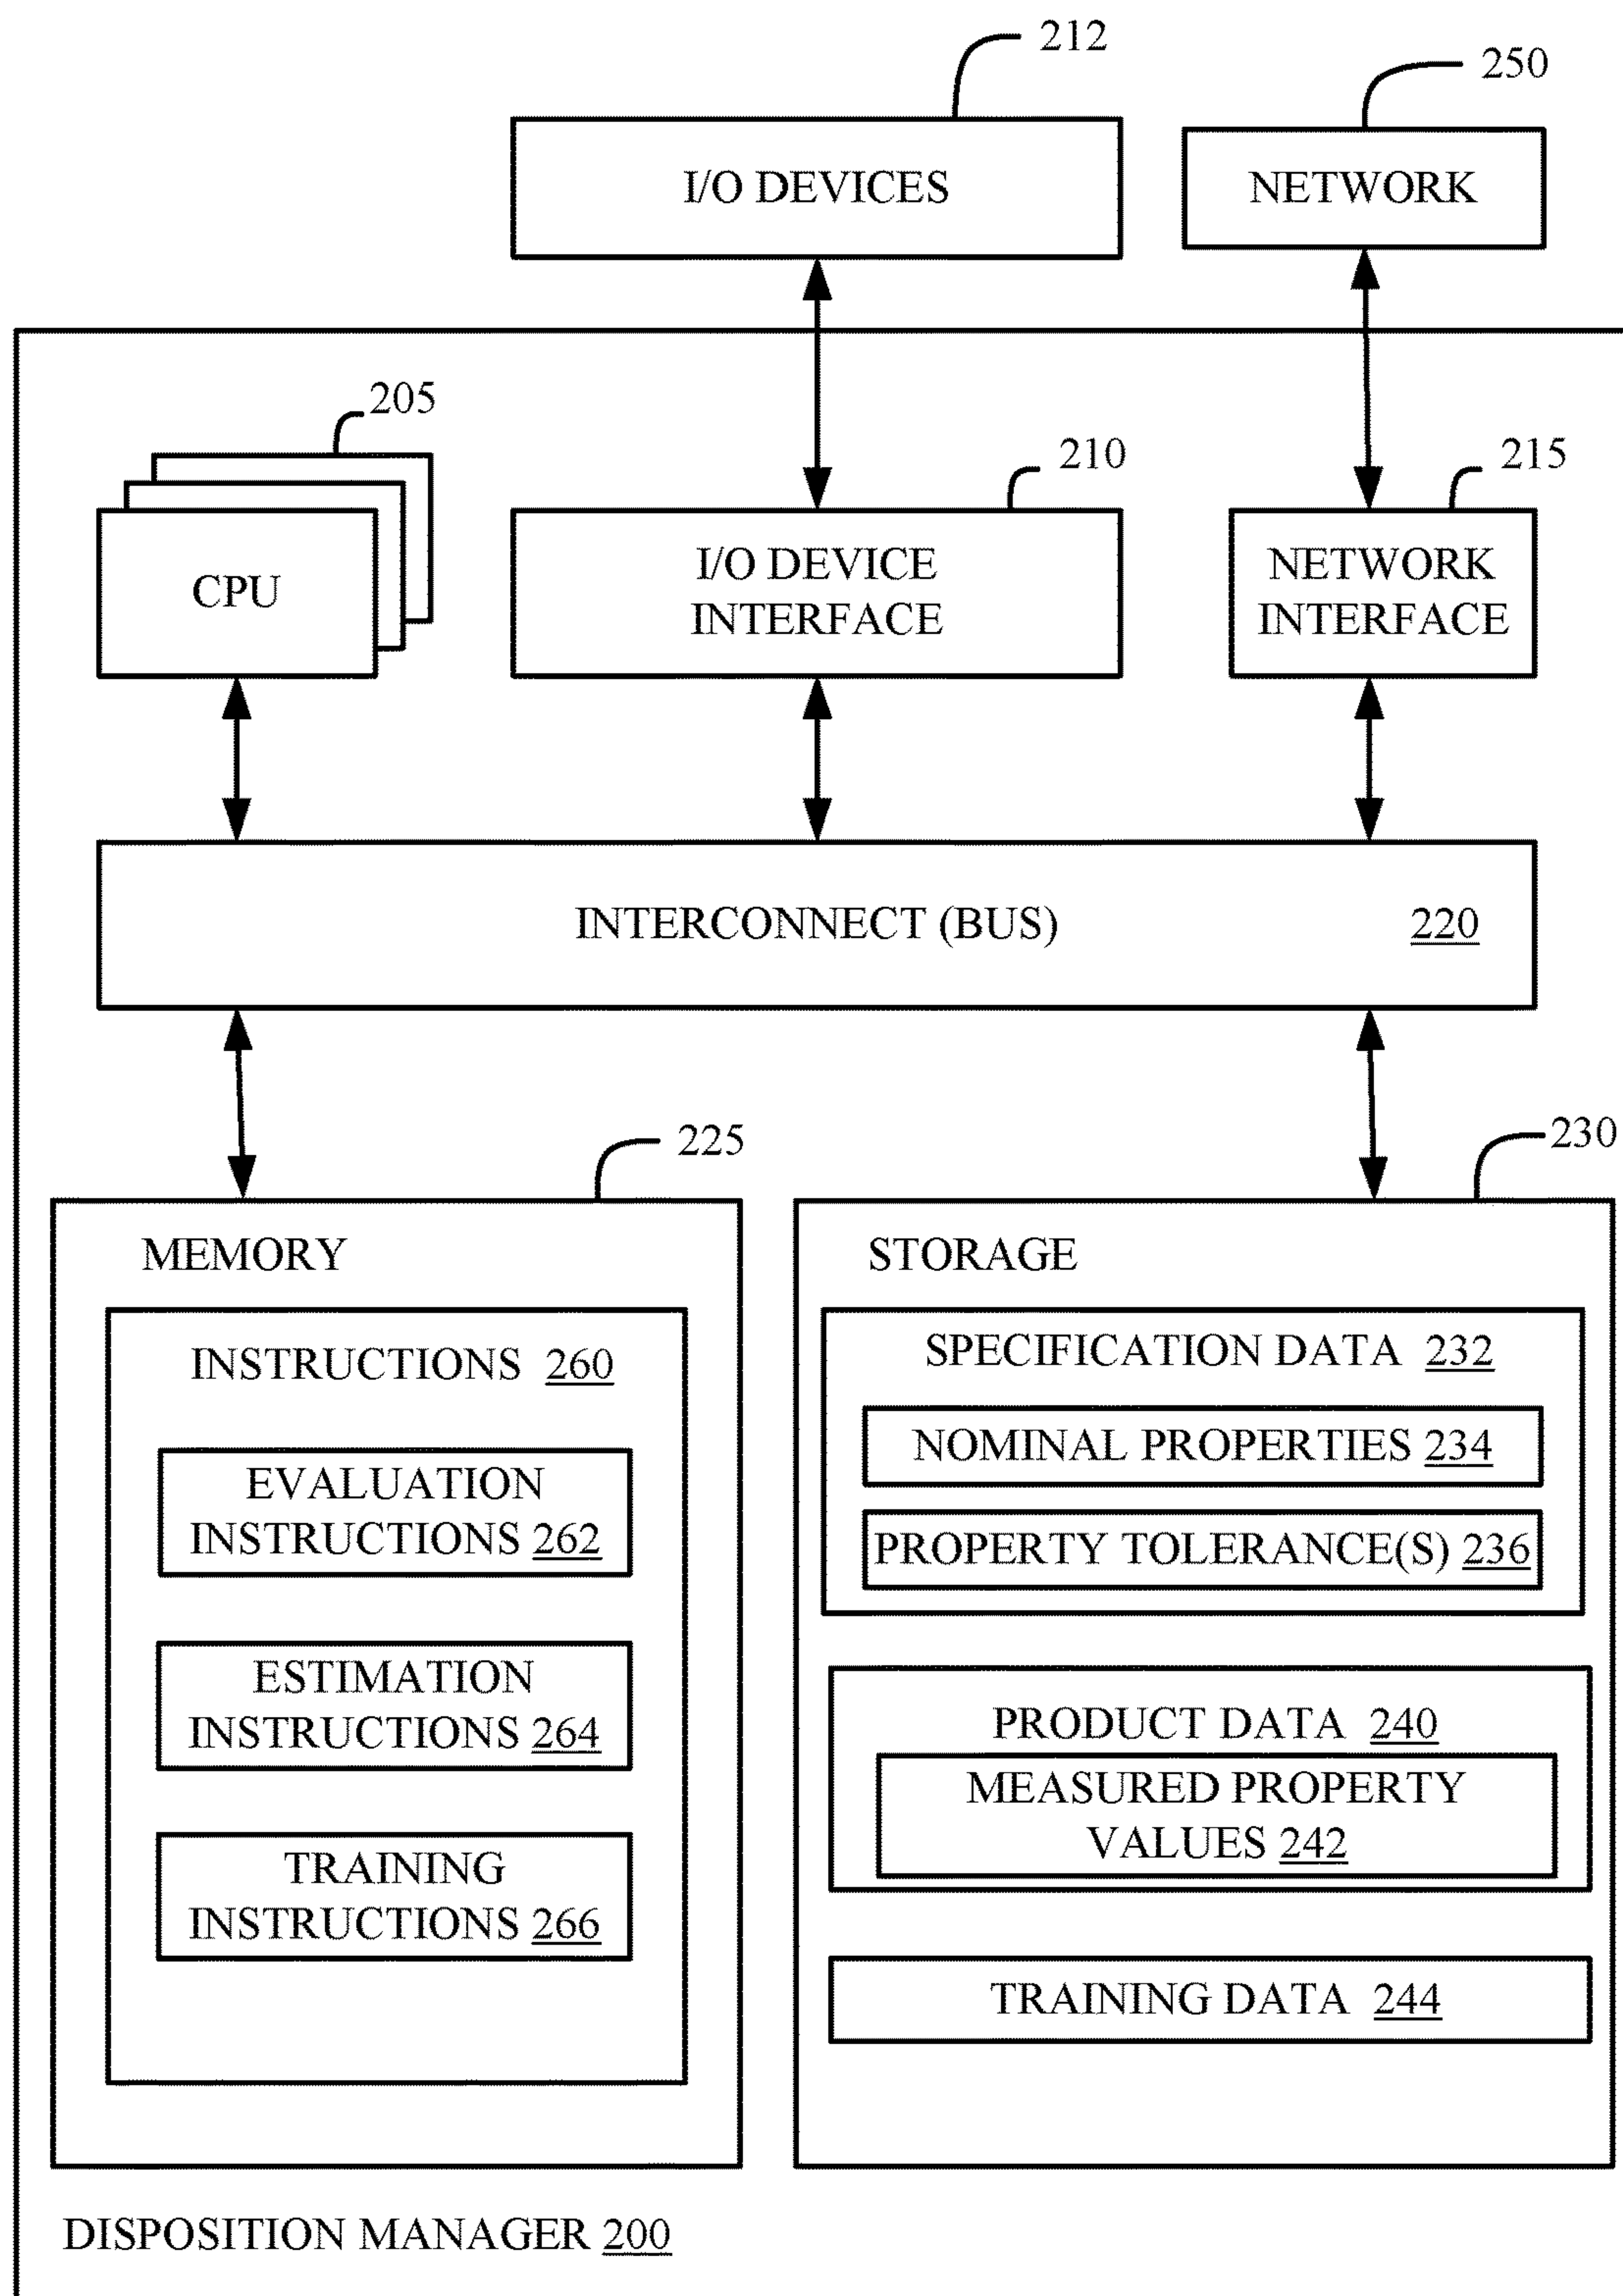 212
250
I/O DEVICES
NETWORK
205
210
215
CPU
I/O DEVICE
INTERFACE
NETWORK
INTERFACE
INTERCONNECT (BUS) 220
225
230
MEMORY
INSTRUCTIONS 260
EVALUATION
INSTRUCTIONS 262
ESTIMATION
INSTRUCTIONS 264
TRAINING
INSTRUCTIONS 266
STORAGE
SPECIFICATION DATA 232
NOMINAL PROPERTIES 234
PROPERTY TOLERANCE(S) 236
PRODUCT DATA 240
MEASURED PROPERTY
VALUES 242
TRAINING DATA 244
DISPOSITION MANAGER 200